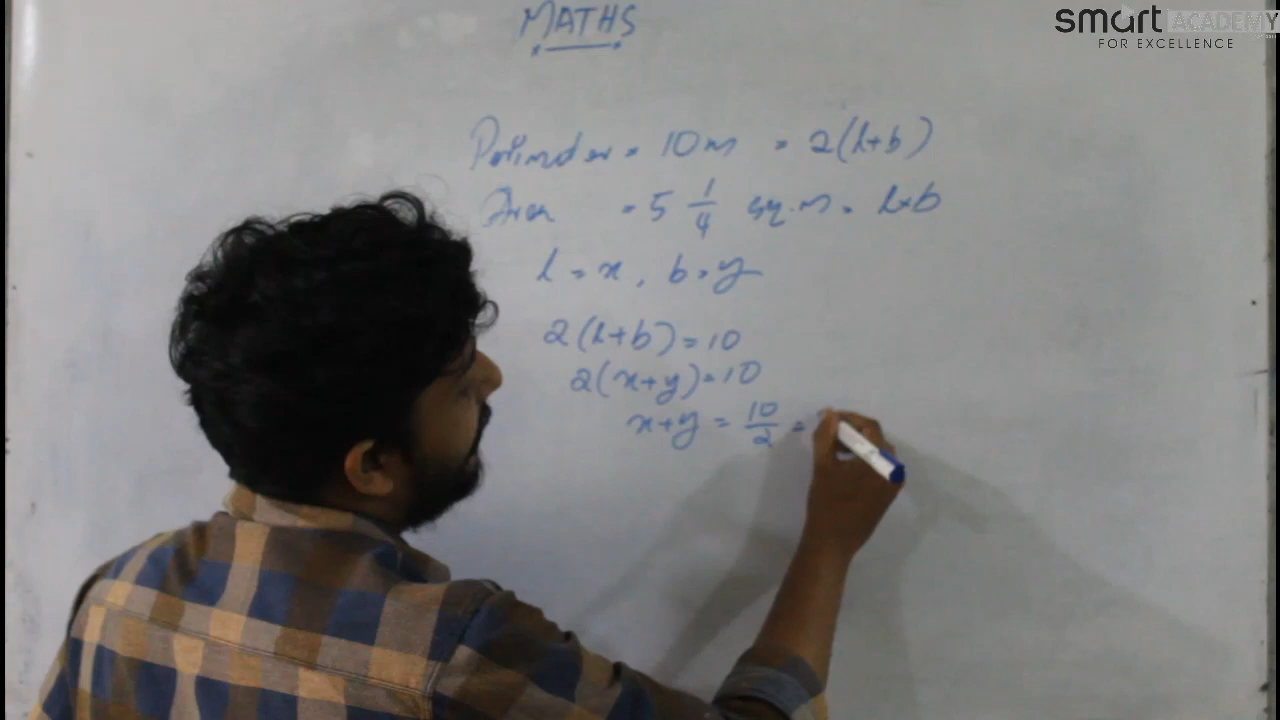 MATHS
smart ACADEMY
FOR EXCELLENCE
Perimeter = 10m = 2(l+b)
Area = 5 1/4 sq.m = l×b
l = x, b = y
2(l+b) = 10
2(x+y) = 10
x+y = 10/2 =